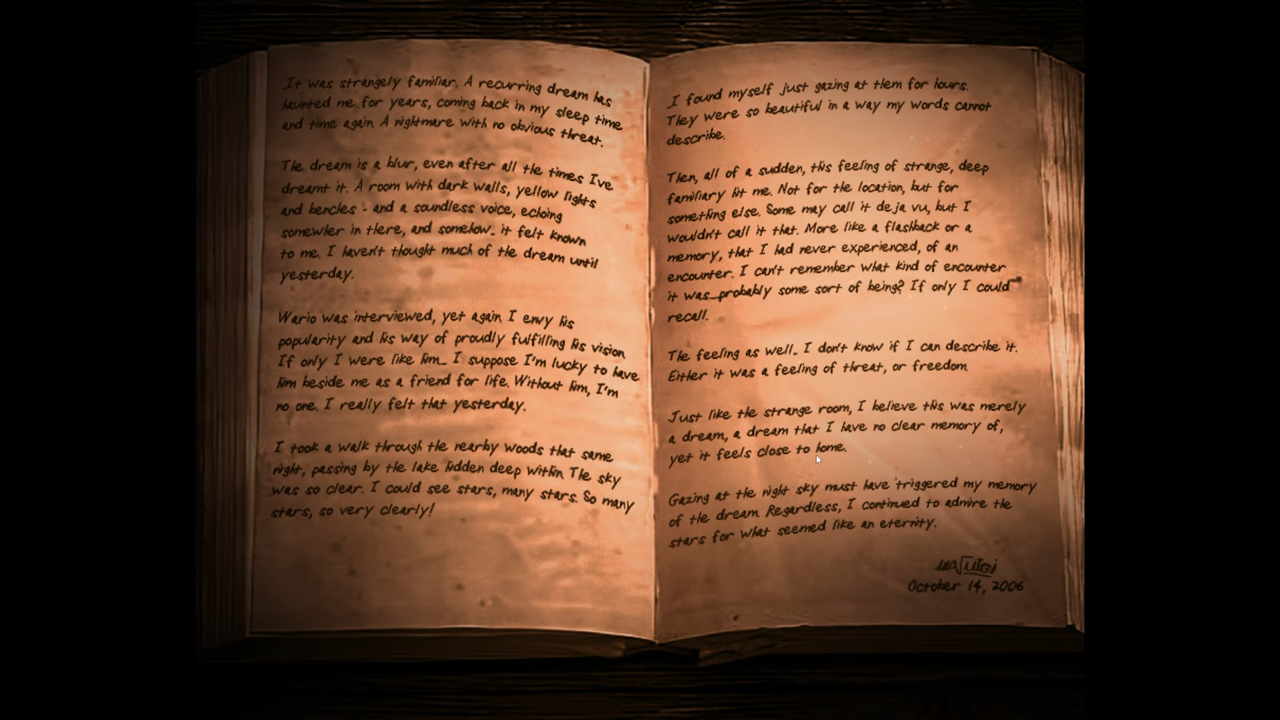 It was strangely familiar. A recurring dream has
haunted me for years, coming back in my sleep time
and time again. A nightmare with no obvious threat.
The dream is a blur, even after all the times I've
dreamt it. A room with dark walls, yellow lights
and benches - and a soundless voice, echoing
somewher in there, and somehow_ it felt known
to me. I haven't thought much of the dream until
yesterday.
Wario was interviewed, yet again. I envy his
popularity and his way of proudly fulfilling his vision.
If only I were like him_ I suppose I'm lucky to have
him beside me as a friend for life. Without him, I'm
no one. I really felt that yesterday.
I took a walk through the nearby woods that same
night, passing by the lake hidden deep within. The sky
was so clear. I could see stars, many stars. So many
stars, so very clearly!
I found myself just gazing at them for hours.
They were so beautiful in a way my words cannot
describe.
Then, all of a sudden, this feeling of strange, deep
familiary hit me. Not for the location, but for
something else. Some may call it deja vu, but I
wouldn't call it that. More like a flashback or a
memory, that I had never experienced, of an
encounter. I can't remember what kind of encounter
it was_ probably some sort of being? If only I could
recall.
The feeling as well_ I don't know if I can describe it.
Either it was a feeling of threat, or freedom.
Just like the strange room, I believe this was merely
a dream, a dream that I have no clear memory of,
yet it feels close to home.
Gazing at the night sky must have triggered my memory
of the dream. Regardless, I continued to admire the
stars for what seemed like an eternity.
October 14, 2006